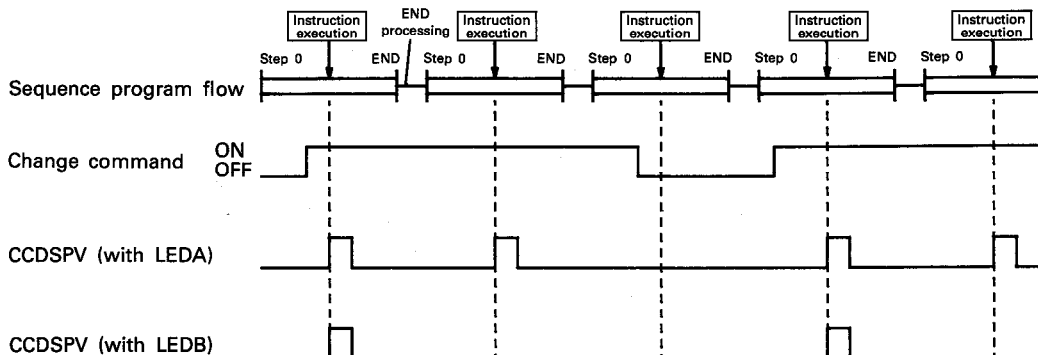 Instruction execution
END processing
Instruction execution
Instruction execution
Instruction execution
Instruction execution
Step 0 END Step 0 END Step 0 END Step 0 END Step 0
Sequence program flow
Change command ON OFF
CCDSPV (with LEDA)
CCDSPV (with LEDB)